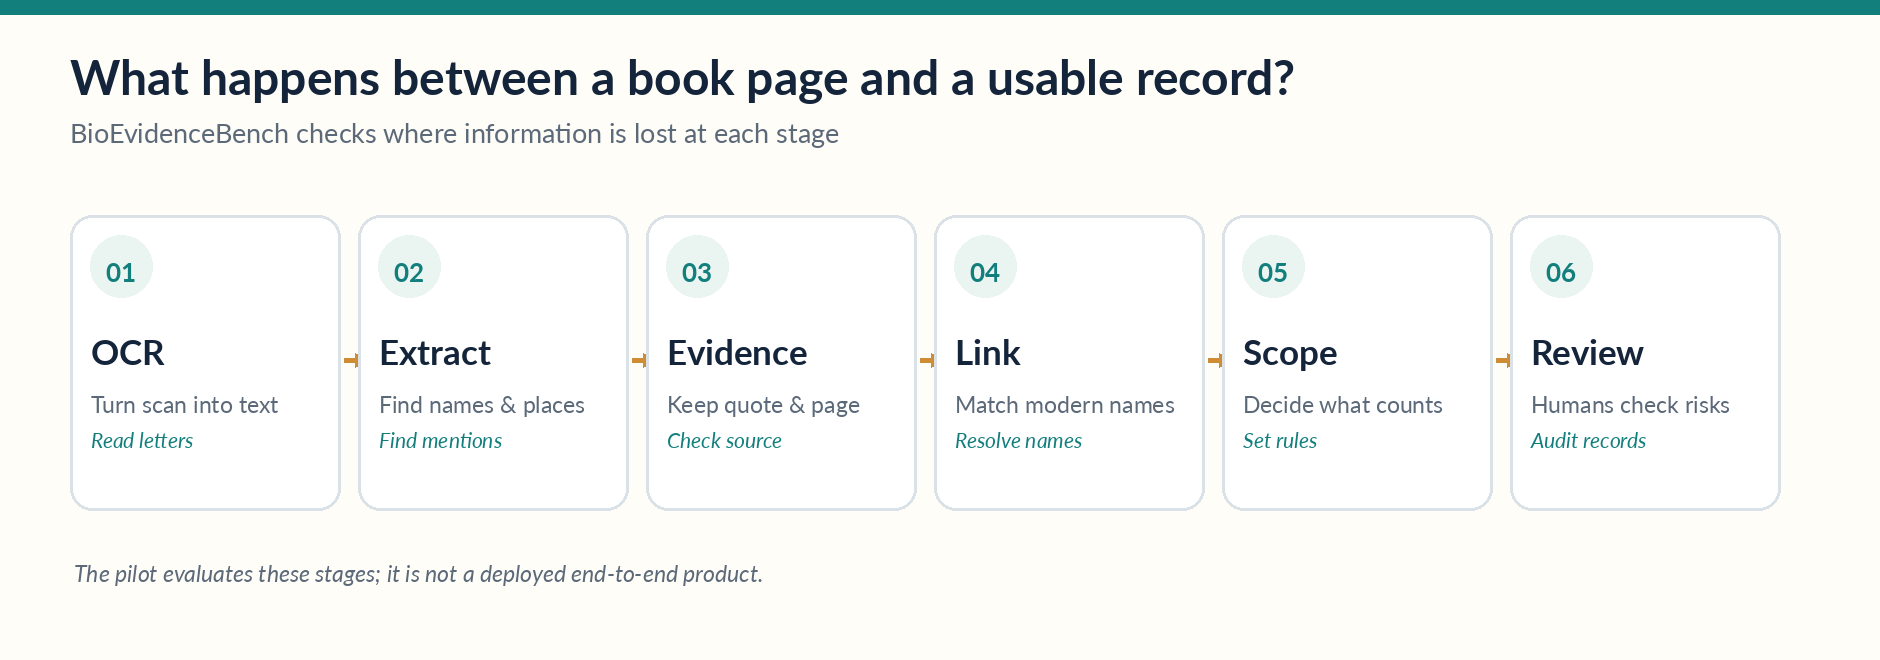 What happens between a book page and a usable record?
BioEvidenceBench checks where information is lost at each stage
01
OCR
Turn scan into text
Read letters
02
Extract
Find names & places
Find mentions
03
Evidence
Keep quote & page
Check source
04
Link
Match modern names
Resolve names
05
Scope
Decide what counts
Set rules
06
Review
Humans check risks
Audit records
The pilot evaluates these stages; it is not a deployed end-to-end product.